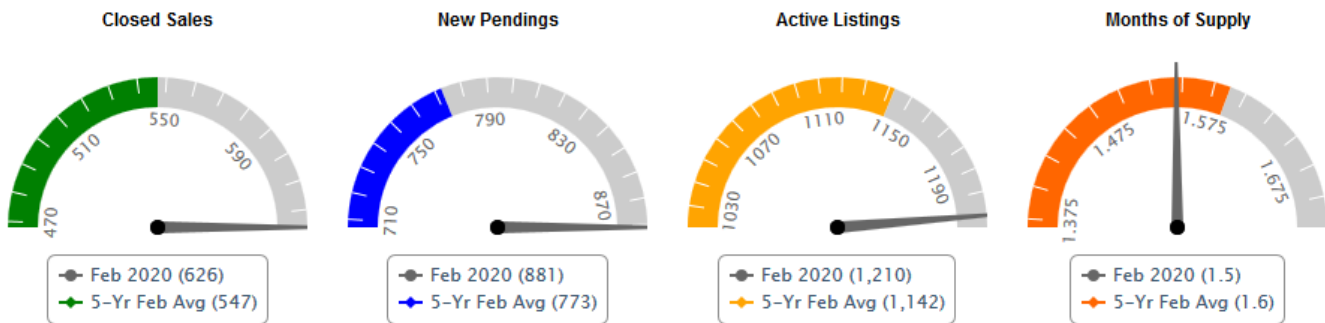 Closed Sales
470
510
550
590
Feb 2020 (626)
5-Yr Feb Avg (547)
New Pendings
710
750
790
830
870
Feb 2020 (881)
5-Yr Feb Avg (773)
Active Listings
1030
1070
1110
1150
1190
Feb 2020 (1,210)
5-Yr Feb Avg (1,142)
Months of Supply
1.375
1.475
1.575
1.675
Feb 2020 (1.5)
5-Yr Feb Avg (1.6)